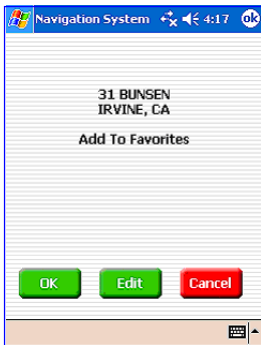 Navigation System 4:17 ok
31 BUNSEN
IRVINE, CA
Add To Favorites
OK Edit Cancel